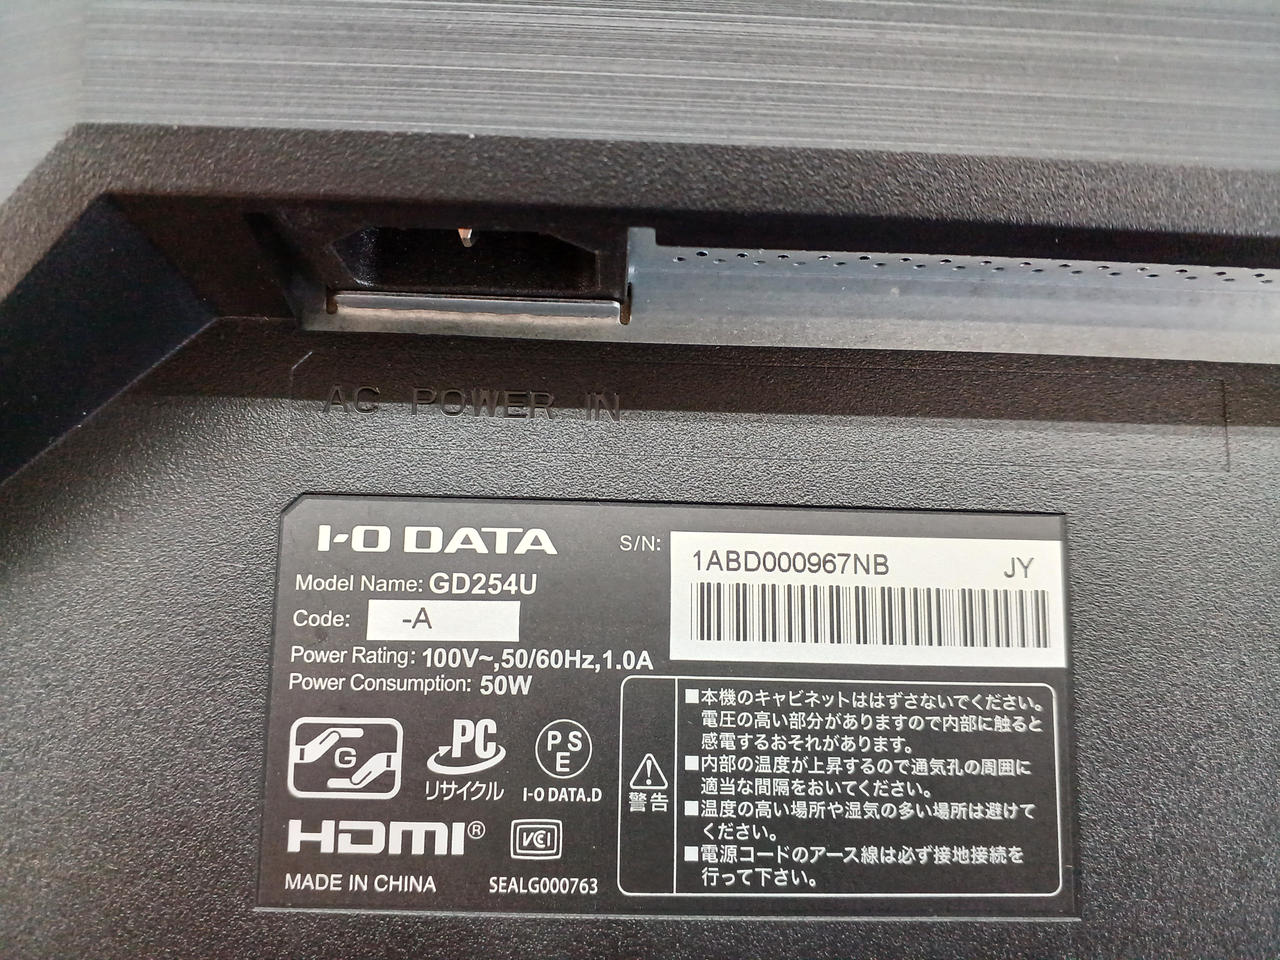 AC POWER IN
I-O DATA
Model Name: GD254U
Code: -A
Power Rating: 100V~,50/60Hz,1.0A
Power Consumption: 50W
S/N: 1ABD000967NB JY
G
PC
リサイクル
PSE
I-O DATA.D
HDMI®
VCI
MADE IN CHINA
SEALG000763
警告
■本機のキャビネットははずさないでください。
電圧の高い部分がありますので内部に触ると
感電するおそれがあります。
■内部の温度が上昇するので通気孔の周囲に
適当な間隔をおいてください。
■温度の高い場所や湿気の多い場所は避けて
ください。
■電源コードのアース線は必ず接地接続を
行って下さい。